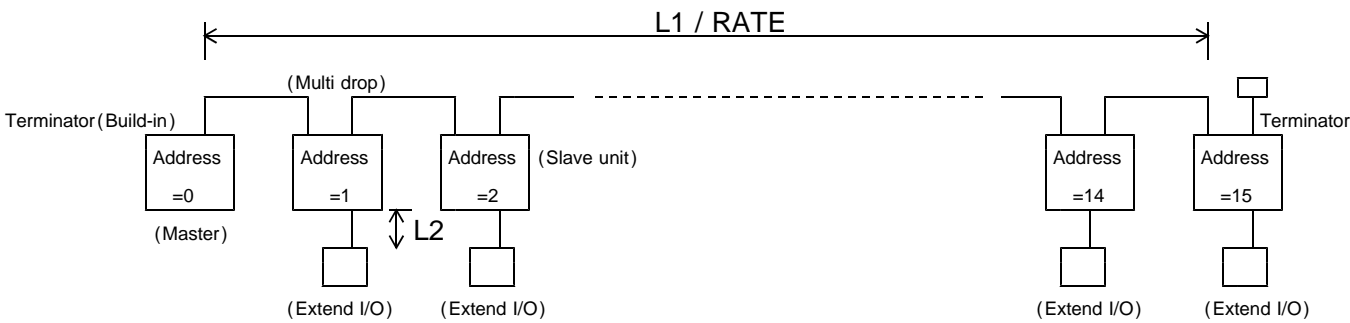 L1 / RATE
(Multi drop)
Terminator(Build-in)
Terminator
Address
=0
(Master)
Address
=1
Address
=2
(Slave unit)
Address
=14
Address
=15
L2
(Extend I/O)
(Extend I/O)
(Extend I/O)
(Extend I/O)